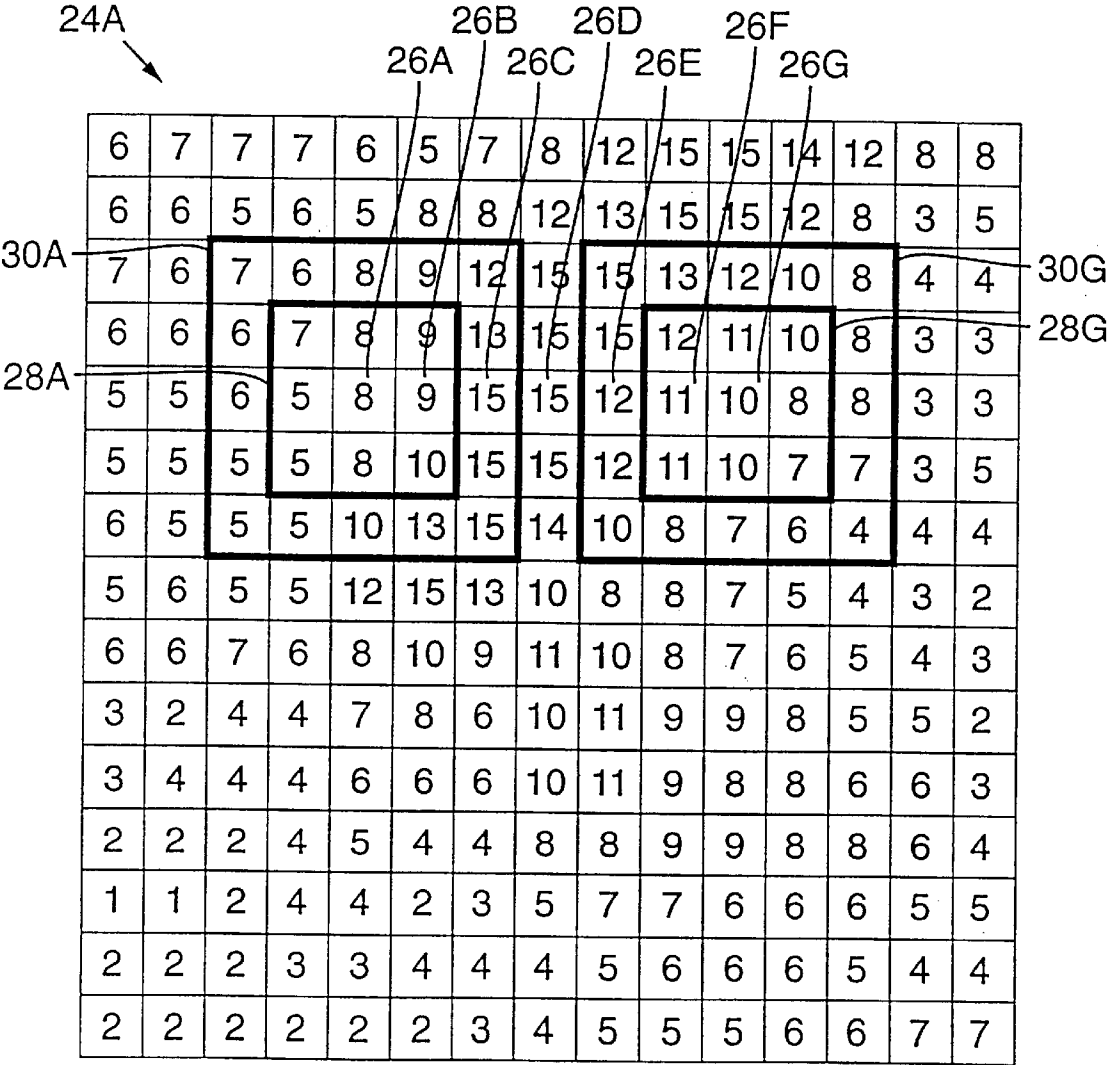 24A 26B 26D 26F
26A 26C 26E 26G
6 7 7 7 6 5 7 8 12 15 15 14 12 8 8
6 6 5 6 5 8 8 12 13 15 15 12 8 3 5
30A
7 6 7 6 8 9 12 15 15 13 12 10 8 4 4
30G
6 6 6 7 8 9 13 15 15 12 11 10 8 3 3
28G
28A
5 5 6 5 8 9 15 15 12 11 10 8 8 3 3
5 5 5 5 8 10 15 15 12 11 10 7 7 3 5
6 5 5 5 10 13 15 14 10 8 7 6 4 4 4
5 6 5 5 12 15 13 10 8 8 7 5 4 3 2
6 6 7 6 8 10 9 11 10 8 7 6 5 4 3
3 2 4 4 7 8 6 10 11 9 9 8 5 5 2
3 4 4 4 6 6 6 10 11 9 8 8 6 6 3
2 2 2 4 5 4 4 8 8 9 9 8 8 6 4
1 1 2 4 4 2 3 5 7 7 6 6 6 5 5
2 2 2 3 3 4 4 4 5 6 6 6 5 4 4
2 2 2 2 2 2 3 4 5 5 5 6 6 7 7